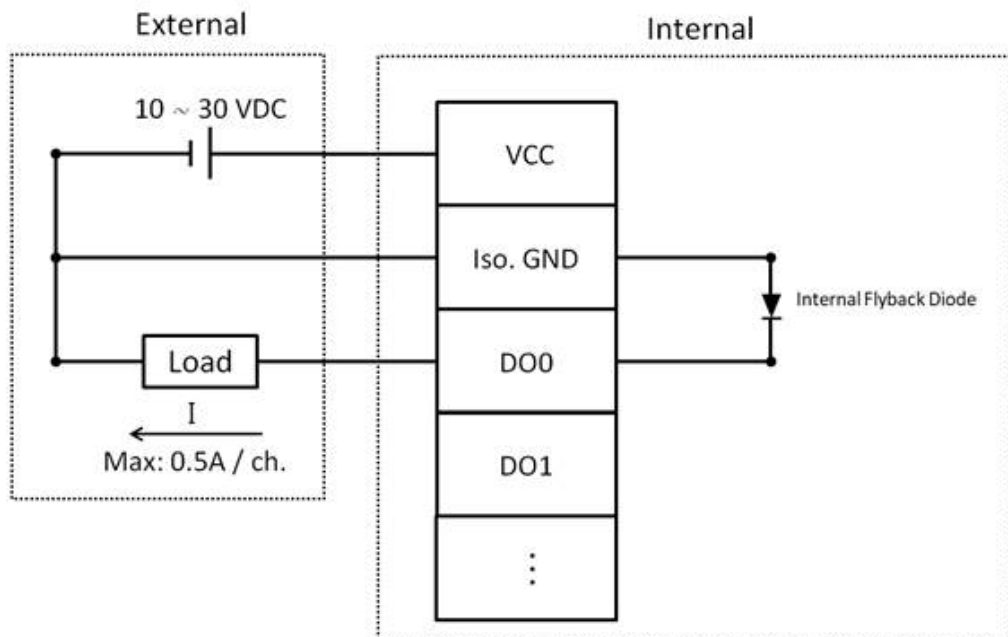 External
Internal
10 ~ 30 VDC
VCC
Iso. GND
Internal Flyback Diode
Load
DO0
I
Max: 0.5A / ch.
DO1
⋮